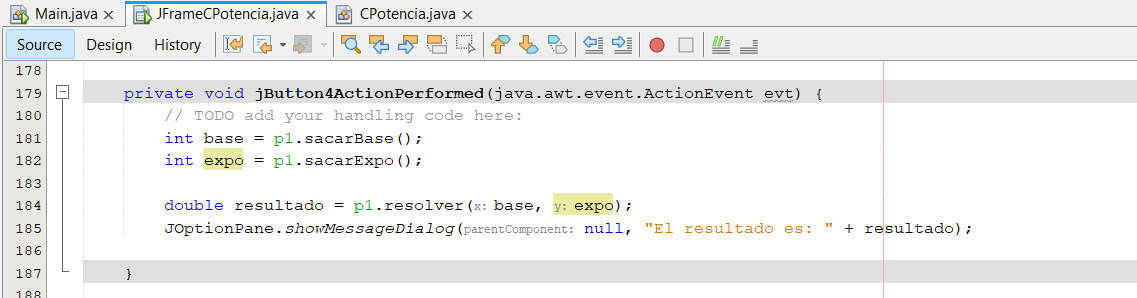 Main.java JFrameCPotencia.java CPotencia.java
Source Design History
178
179 private void jButton4ActionPerformed(java.awt.event.ActionEvent evt) {
180 // TODO add your handling code here:
181 int base = p1.sacarBase();
182 int expo = p1.sacarExpo();
183
184 double resultado = p1.resolver(x: base, y: expo);
185 JOptionPane.showMessageDialog(parentComponent: null, "El resultado es: " + resultado);
186
187 }
188